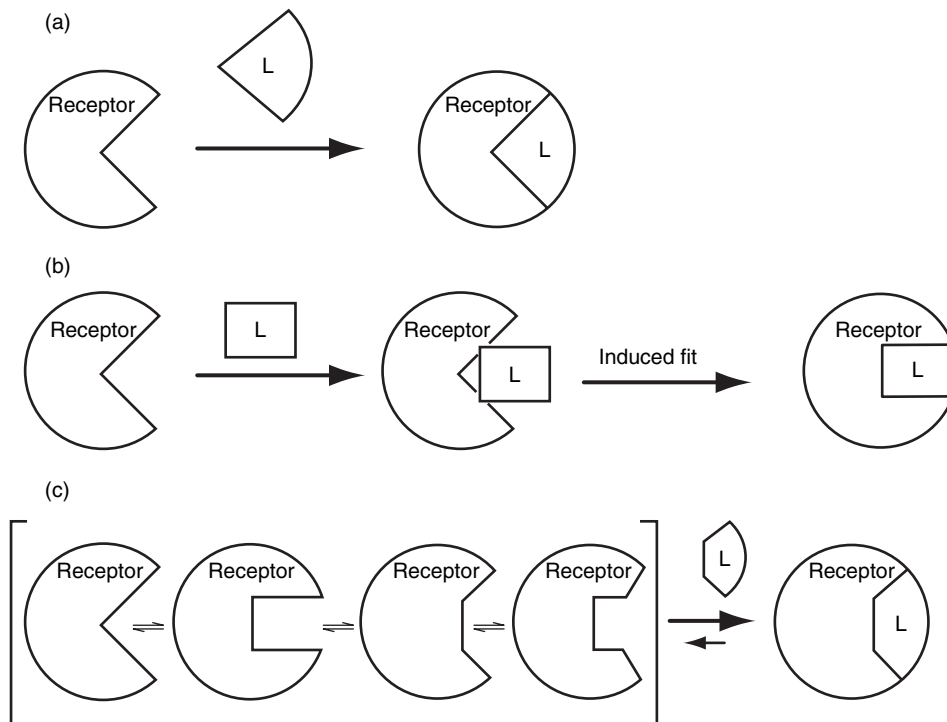 (a)
Receptor
L
Receptor
L
(b)
Receptor
L
Receptor
L
Induced fit
Receptor
L
(c)
Receptor
Receptor
Receptor
Receptor
L
Receptor
L